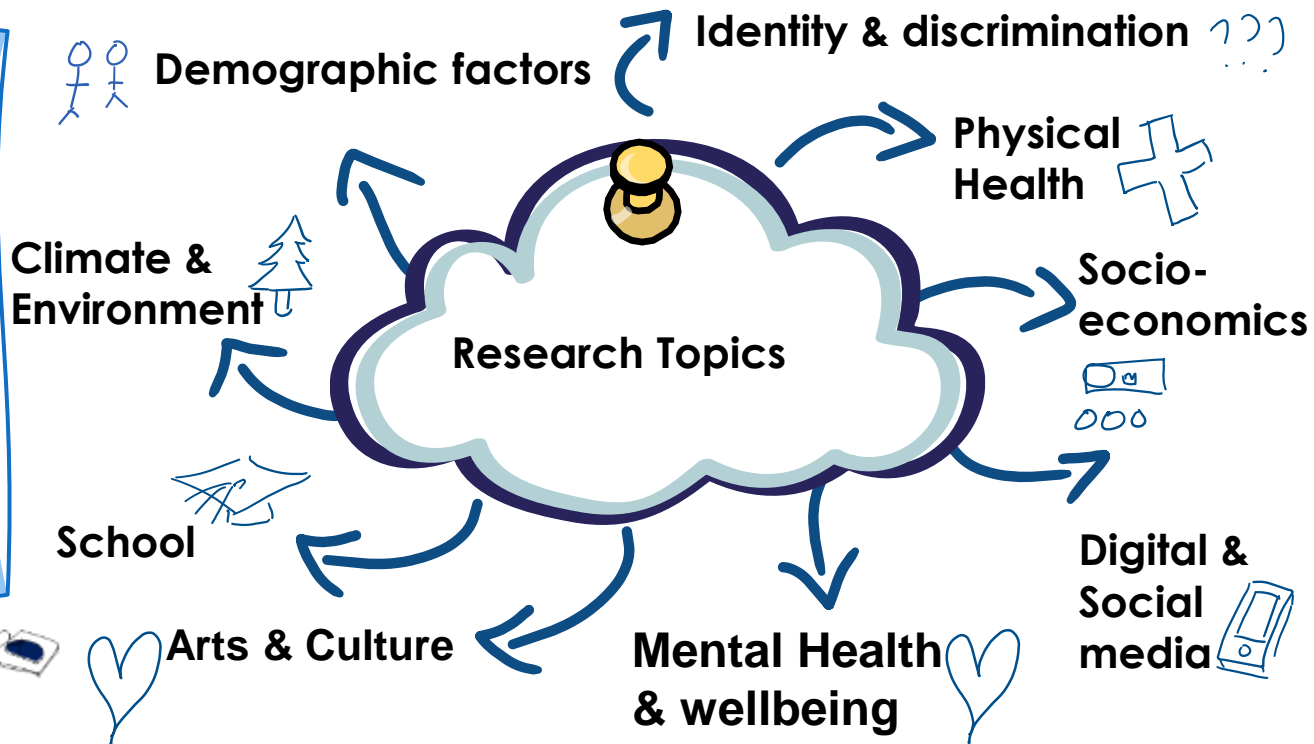 Identity & discrimination ???
Demographic factors
Physical
Health
Climate &
Environment
Socio-
economics
Research Topics
School
Digital &
Social
media
Arts & Culture
Mental Health
& wellbeing